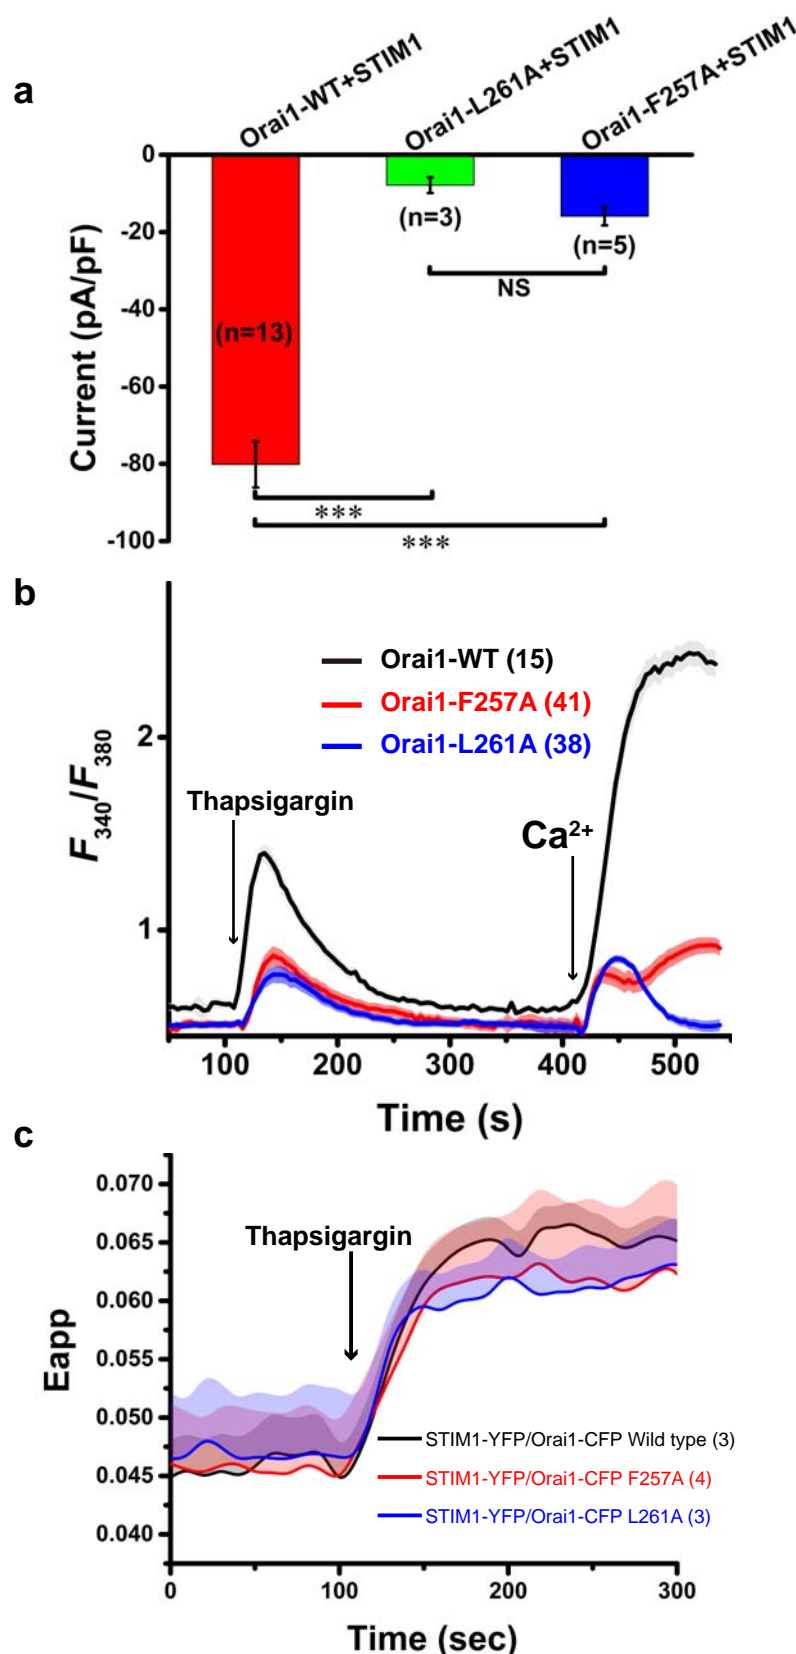 a
Orai1-WT+STIM1
Orai1-L261A+STIM1
Orai1-F257A+STIM1
Current (pA/pF)
0
-20
-40
-60
-80
-100
(n=13)
(n=3)
(n=5)
NS
***
***
b
Orai1-WT (15)
Orai1-F257A (41)
Orai1-L261A (38)
F340/F380
2
1
Thapsigargin
Ca2+
100 200 300 400 500
Time (s)
c
0.070
0.065
0.060
0.055
0.050
0.045
0.040
Eapp
Thapsigargin
STIM1-YFP/Orai1-CFP Wild type (3)
STIM1-YFP/Orai1-CFP F257A (4)
STIM1-YFP/Orai1-CFP L261A (3)
0 100 200 300
Time (sec)